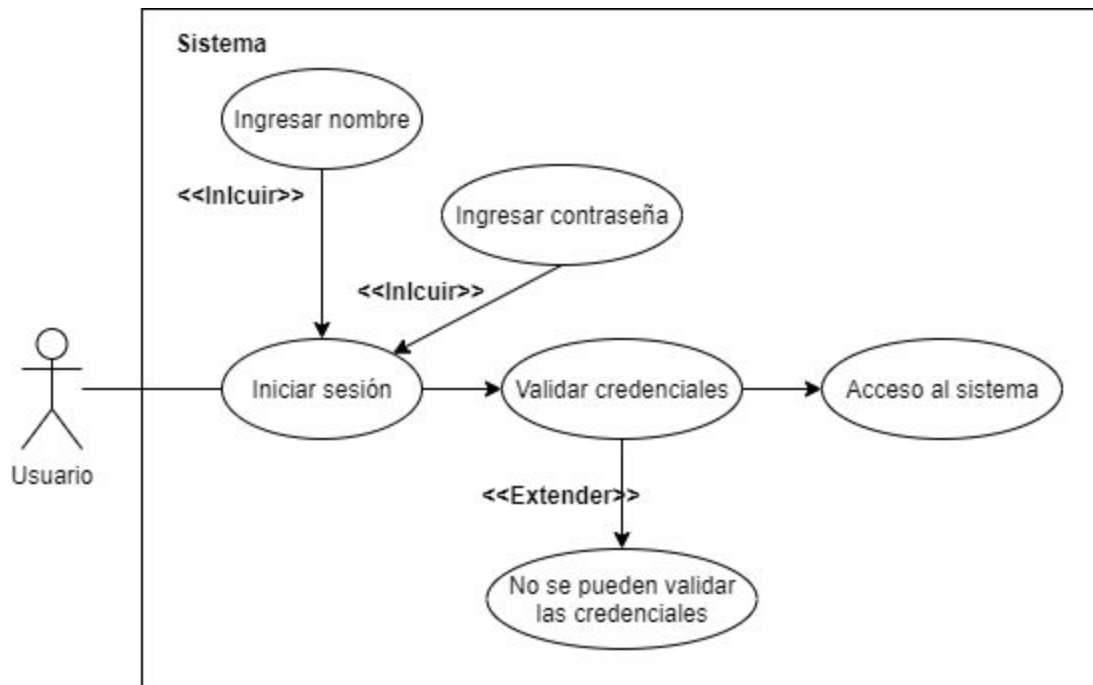 Sistema
Ingresar nombre
<<Inlcuir>>
Ingresar contraseña
<<Inlcuir>>
Iniciar sesión
Validar credenciales
Acceso al sistema
Usuario
<<Extender>>
No se pueden validar
las credenciales